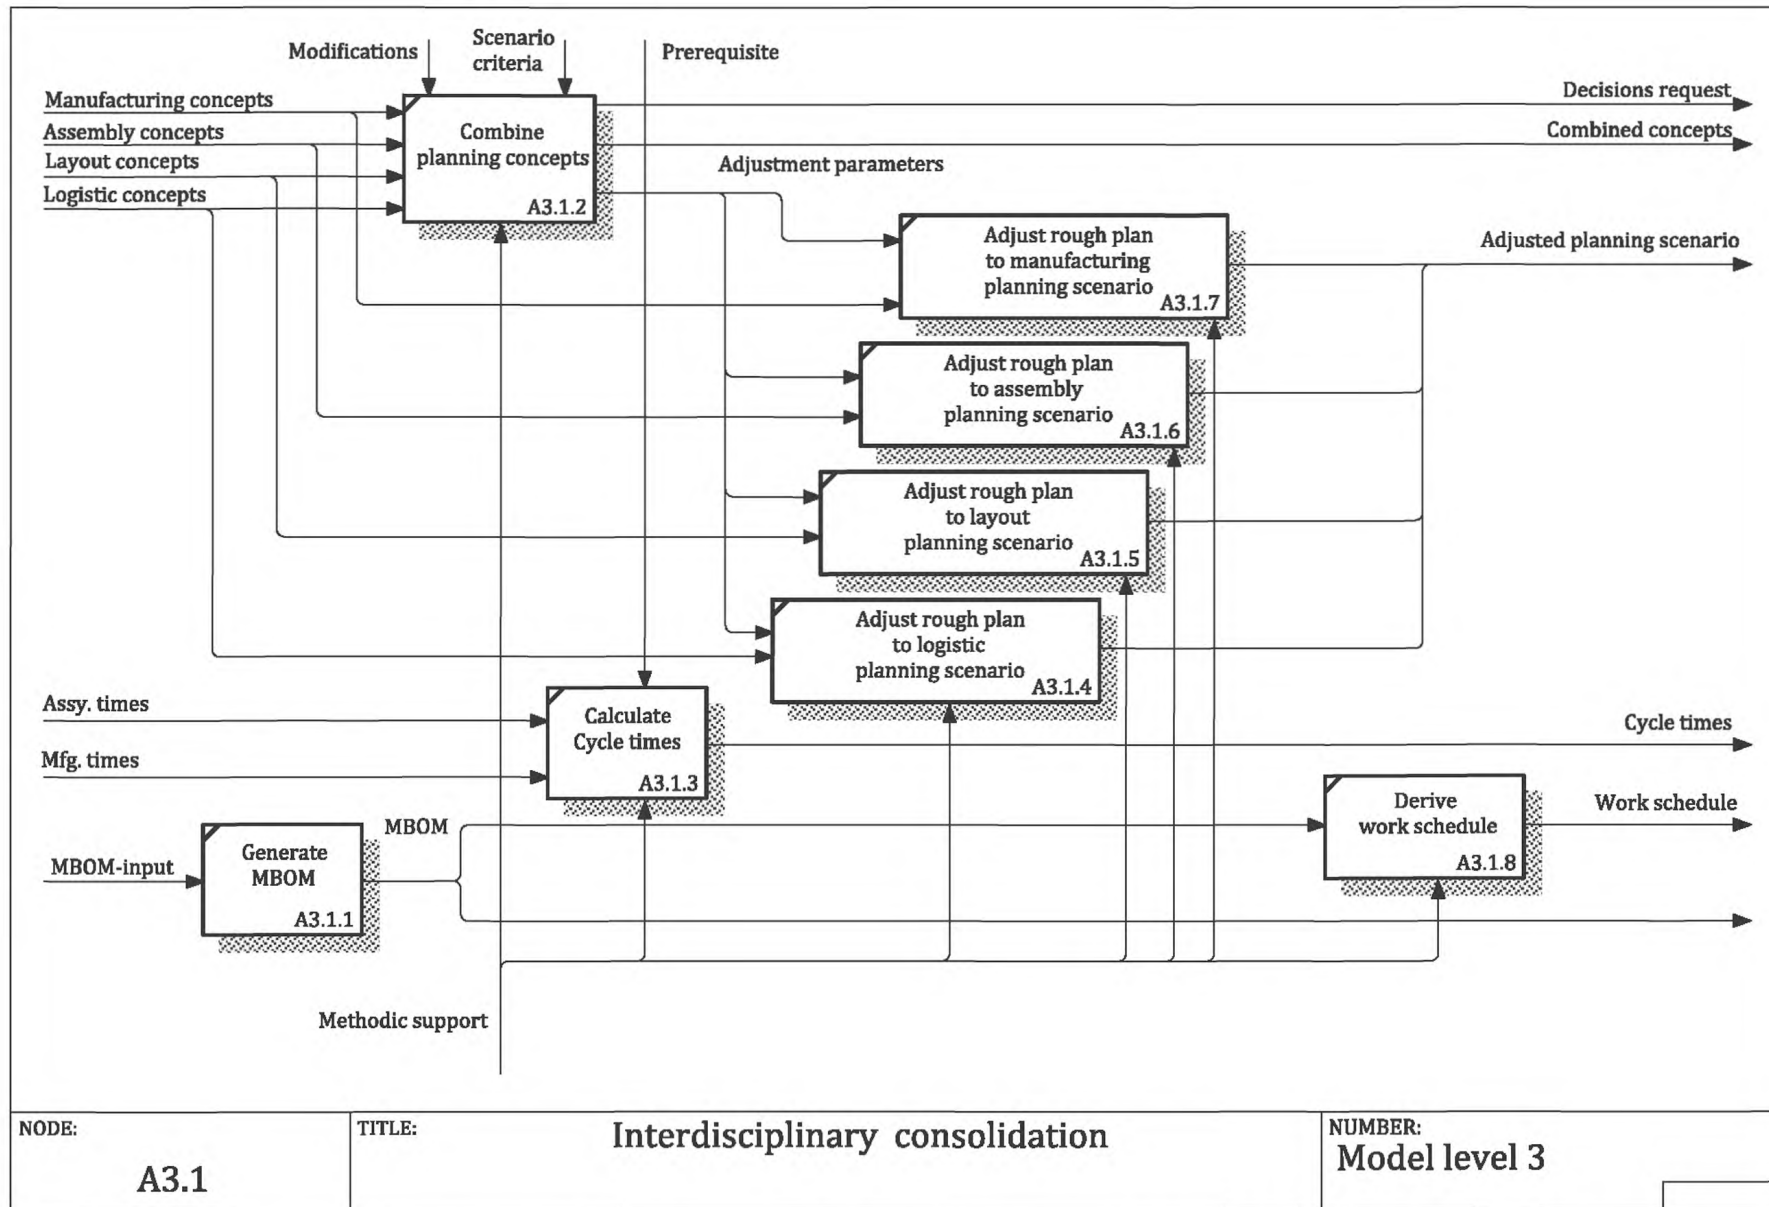 Modifications
Scenario
criteria
Prerequisite
Manufacturing concepts
Assembly concepts
Layout concepts
Logistic concepts
Combine
planning concepts
A3.1.2
Decisions request
Combined concepts
Adjustment parameters
Adjust rough plan
to manufacturing
planning scenario
A3.1.7
Adjusted planning scenario
Adjust rough plan
to assembly
planning scenario
A3.1.6
Adjust rough plan
to layout
planning scenario
A3.1.5
Adjust rough plan
to logistic
planning scenario
A3.1.4
Assy. times
Mfg. times
Calculate
Cycle times
A3.1.3
Cycle times
MBOM-input
Generate
MBOM
A3.1.1
MBOM
Derive
work schedule
A3.1.8
Work schedule
Methodic support
NODE:
A3.1
TITLE:
Interdisciplinary consolidation
NUMBER:
Model level 3